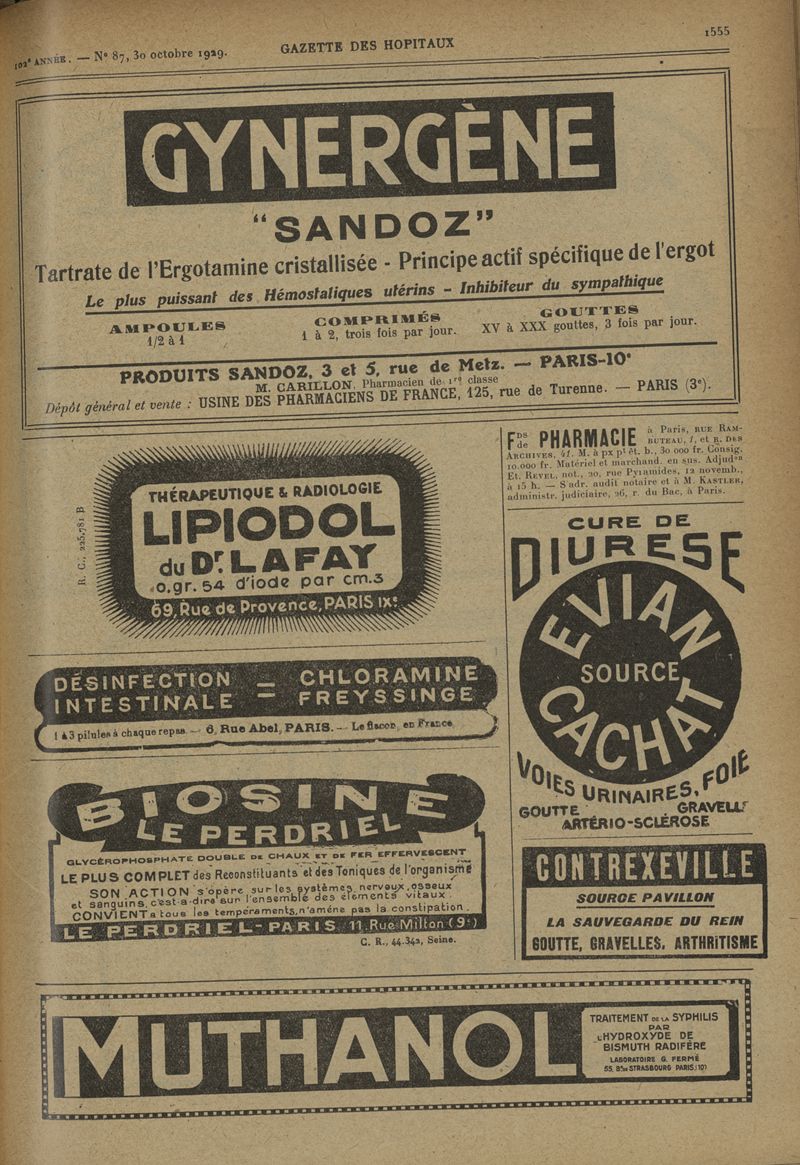 102e ANNÉE. — N° 87, 30 octobre 1929.
GAZETTE DES HOPITAUX
1555
GYNERGÈNE
“SANDOZ”
Tartrate de l'Ergotamine cristallisée - Principe actif spécifique de l'ergot
Le plus puissant des Hémostatiques utérins - Inhibiteur du sympathique
AMPOULES
1/2 à 1
COMPRIMÉS
1 à 2, trois fois par jour.
GOUTTES
XV à XXX gouttes, 3 fois par jour.
PRODUITS SANDOZ, 3 et 5, rue de Metz. — PARIS-10e
M. CARILLON, Pharmacien de 1re classe
Dépôt général et vente : USINE DES PHARMACIENS DE FRANCE, 125, rue de Turenne. — PARIS (3e).
R. C., 225.781 B
THÉRAPEUTIQUE & RADIOLOGIE
LIPIODOL
du Dr. LAFAY
0.gr. 54 d'iode par cm.3
69, Rue de Provence, PARIS IXe
DÉSINFECTION
INTESTINALE
=
CHLORAMINE
FREYSSINGE
1 à 3 pilules à chaque repas — 6, Rue Abel, PARIS. — Le flacon, en France
BIOSINE
LE PERDRIEL
GLYCÉROPHOSPHATE DOUBLE DE CHAUX ET DE FER EFFERVESCENT
LE PLUS COMPLET des Reconstituants et des Toniques de l'organisme
SON ACTION s'opère sur les systèmes nerveux, osseux
et sanguins, c'est-à-dire sur l'ensemble des éléments vitaux.
CONVIENT a tous les tempéraments, n'amène pas la constipation.
LE PERDRIEL - PARIS, 11, Rue Milton (9e)
C. R., 44.342, Seine.
Fds de PHARMACIE à Paris, RUE RAM-
BUTEAU, 1, et R. DES
ARCHIVES, 41. M. à px pt êt. b., 30 000 fr. Consig.
10.000 fr. Matériel et marchand. en sus. Adjudon
Et. REVEL, not., 20, rue Pyramides, 12 novemb.,
à 15 h. — S'adr. audit notaire et à M. KASTLER,
administr. judiciaire, 26, r. du Bac, à Paris.
CURE DE
DIURESE
EVIAN
SOURCE
CACHAT
VOIES URINAIRES, FOIE
GOUTTE GRAVELLE
ARTÉRIO-SCLÉROSE
CONTREXEVILLE
SOURCE PAVILLON
LA SAUVEGARDE DU REIN
GOUTTE, GRAVELLES, ARTHRITISME
MUTHANOL
TRAITEMENT DE LA SYPHILIS
PAR
L'HYDROXYDE DE
BISMUTH RADIFÈRE
LABORATOIRE G. FERMÉ
55, Bd DE STRASBOURG PARIS (10)